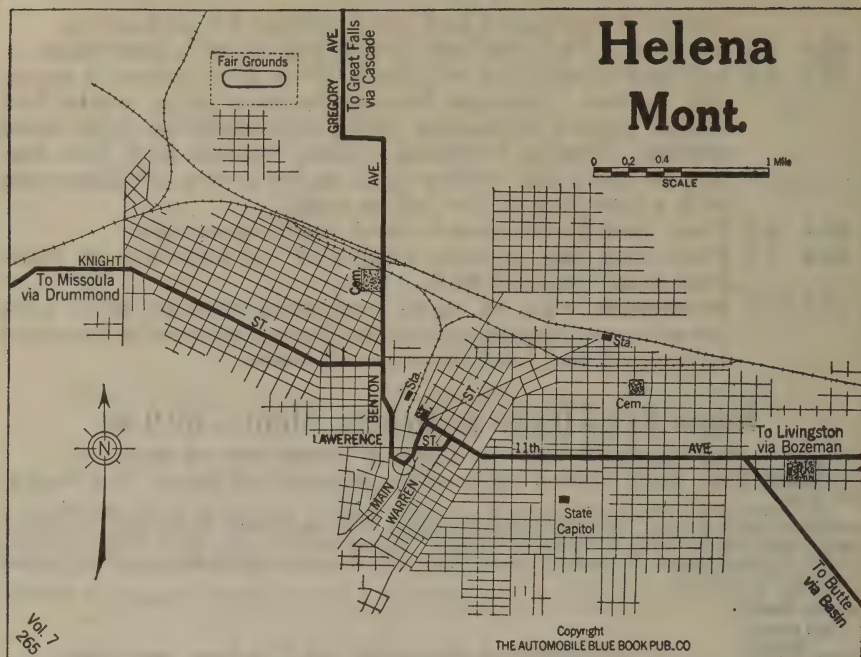 Helena
Mont.
Fair Grounds
GREGORY AVE.
To Great Falls
via Cascade
AVE.
0 0.2 0.4 1 Mile
SCALE
KNIGHT
To Missoula
via Drummond
ST.
Cem.
BENTON
Sta.
ST.
Sta.
Cem.
LAWERENCE
ST.
11th.
AVE.
To Livingston
via Bozeman
Park
MAIN
WARREN
State
Capitol
To Butte
via Basin
N
Vol. 7
265
Copyright
THE AUTOMOBILE BLUE BOOK PUB. CO